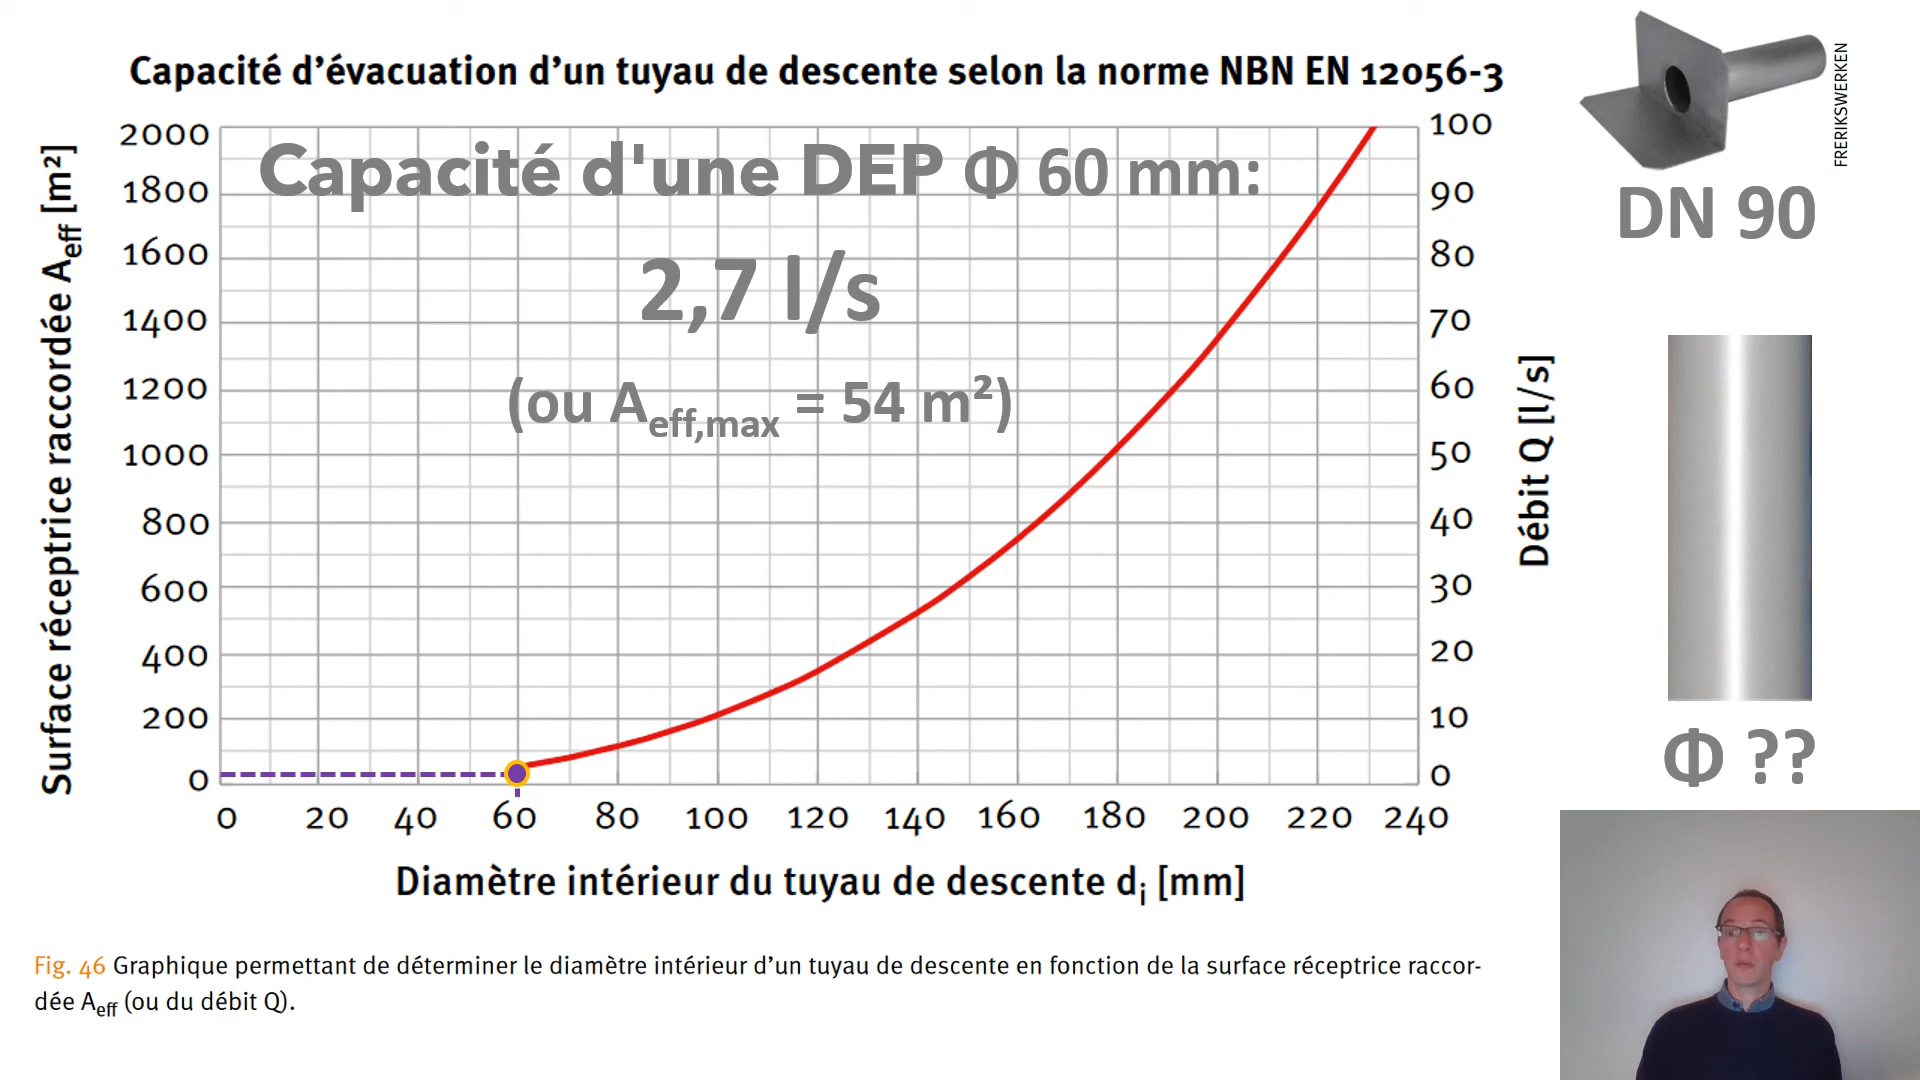 Capacité d'évacuation d'un tuyau de descente selon la norme NBN EN 12056-3
Surface réceptrice raccordée Aeff [m²]
2000
1800
1600
1400
1200
1000
800
600
400
200
0
Capacité d'une DEP Φ 60 mm:
2,7 l/s
(ou Aeff,max = 54 m²)
100
90
80
70
60
50
40
30
20
10
0
Débit Q [l/s]
0 20 40 60 80 100 120 140 160 180 200 220 240
Diamètre intérieur du tuyau de descente di [mm]
FRERIKSWERKEN
DN 90
Φ ??
Fig. 46 Graphique permettant de déterminer le diamètre intérieur d'un tuyau de descente en fonction de la surface réceptrice raccor-
dée Aeff (ou du débit Q).